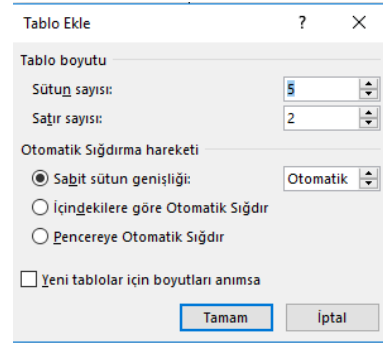 Tablo Ekle ? ×
Tablo boyutu
Sütun sayısı: 5
Satır sayısı: 2
Otomatik Sığdırma hareketi
Sabit sütun genişliği: Otomatik
İçindekilere göre Otomatik Sığdır
Pencereye Otomatik Sığdır
Yeni tablolar için boyutları anımsa
Tamam İptal